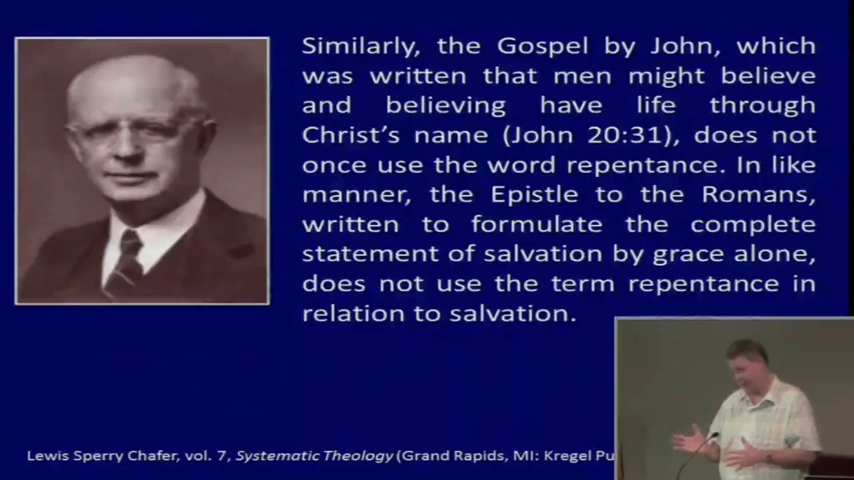 Similarly, the Gospel by John, which
was written that men might believe
and believing have life through
Christ's name (John 20:31), does not
once use the word repentance. In like
manner, the Epistle to the Romans,
written to formulate the complete
statement of salvation by grace alone,
does not use the term repentance in
relation to salvation.
Lewis Sperry Chafer, vol. 7, Systematic Theology (Grand Rapids, MI: Kregel Pu